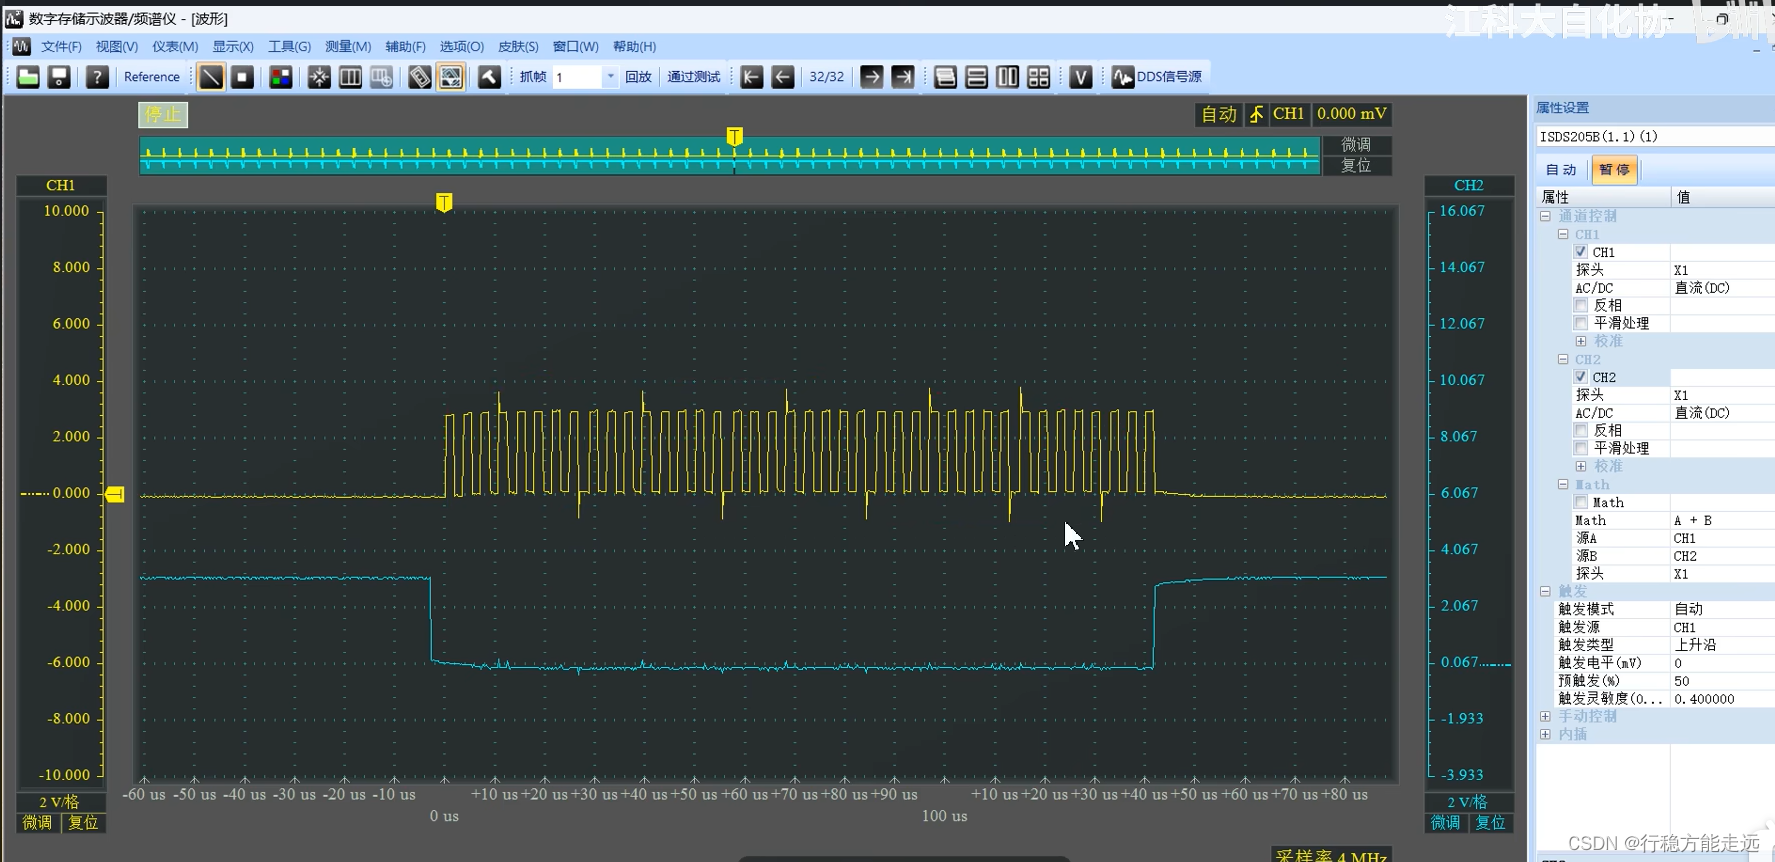 数字存储示波器/频谱仪 - [波形]
江科大自化协
文件(F) 视图(V) 仪表(M) 显示(X) 工具(G) 测量(M) 辅助(F) 选项(O) 皮肤(S) 窗口(W) 帮助(H)
Reference 抓帧 1 回放 通过测试 32/32 V DDS信号源
停止
自动 CH1 0.000 mV
T
微调
复位
T
CH1
10.000
8.000
6.000
4.000
2.000
0.000
-2.000
-4.000
-6.000
-8.000
-10.000
2 V/格
微调 复位
-60 us -50 us -40 us -30 us -20 us -10 us +10 us +20 us +30 us +40 us +50 us +60 us +70 us +80 us +90 us +10 us +20 us +30 us +40 us +50 us +60 us +70 us +80 us
0 us 100 us
CH2
16.067
14.067
12.067
10.067
8.067
6.067
4.067
2.067
0.067
-1.933
-3.933
2 V/格
微调 复位
采样率 4 MHz
属性设置
ISDS205B(1.1)(1)
自动 暂停
属性 值
通道控制
CH1
CH1
探头 X1
AC/DC 直流(DC)
反相
平滑处理
校准
CH2
CH2
探头 X1
AC/DC 直流(DC)
反相
平滑处理
校准
Math
Math
Math A + B
源A CH1
源B CH2
探头 X1
触发
触发模式 自动
触发源 CH1
触发类型 上升沿
触发电平(mV) 0
预触发(%) 50
触发灵敏度(0... 0.400000
手动控制
内插
CSDN @行稳方能走远